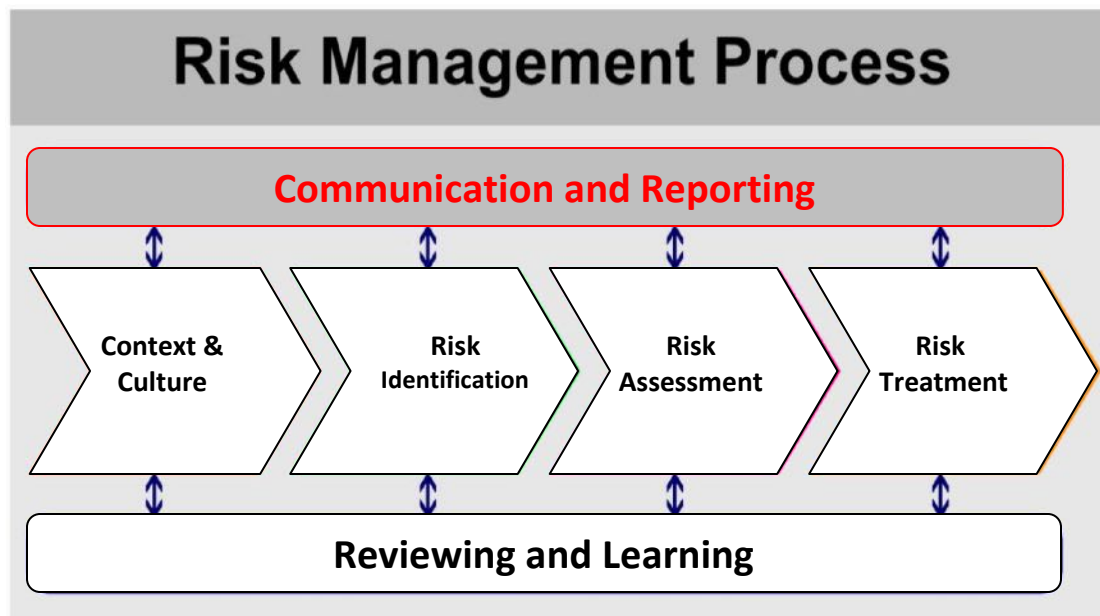 Risk Management Process
Communication and Reporting
Context &
Culture
Risk
Identification
Risk
Assessment
Risk
Treatment
Reviewing and Learning